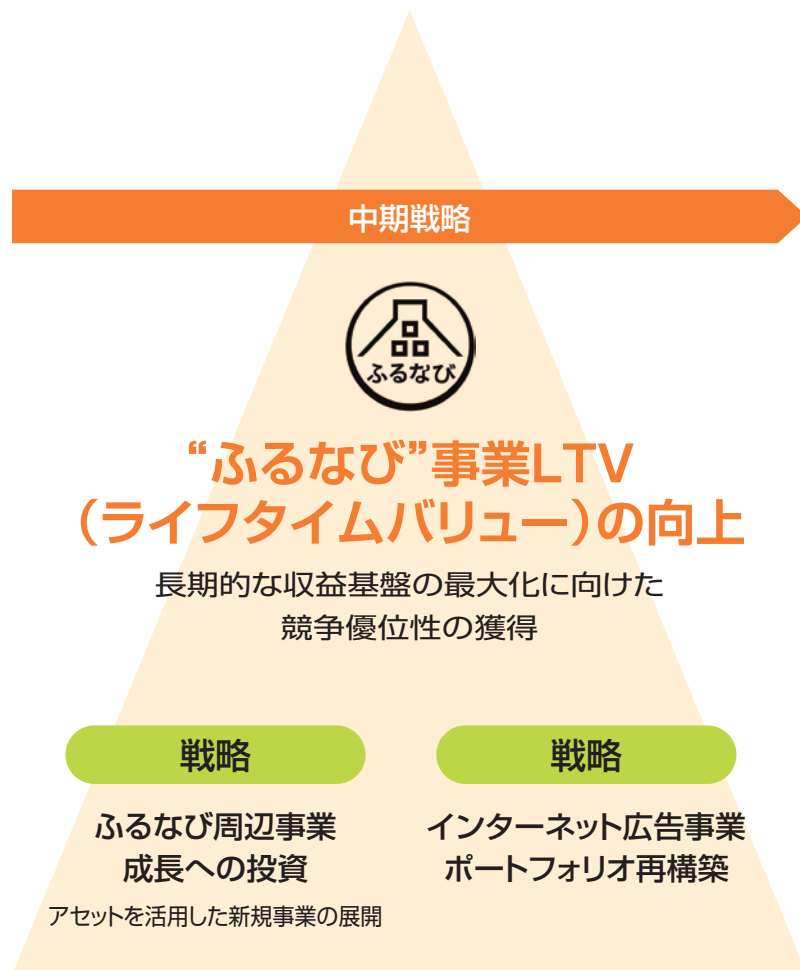 中期戦略
ふるなび
“ふるなび”事業LTV
（ライフタイムバリュー）の向上
長期的な収益基盤の最大化に向けた
競争優位性の獲得
戦略
ふるなび周辺事業
成長への投資
アセットを活用した新規事業の展開
戦略
インターネット広告事業
ポートフォリオ再構築